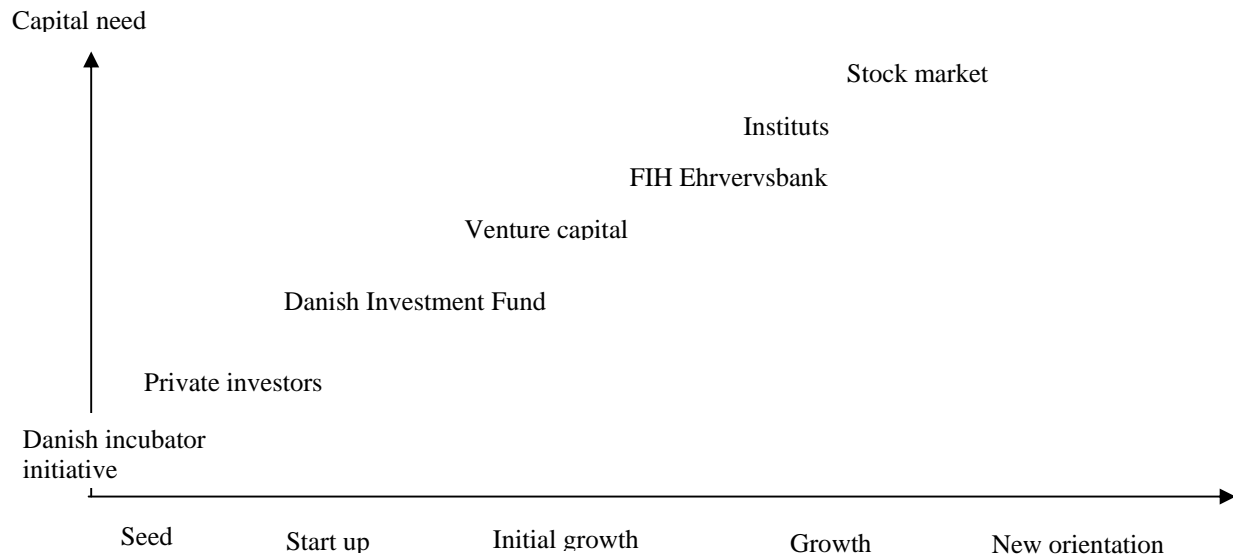 Capital need
Stock market
Instituts
FIH Ehrvervsbank
Venture capital
Danish Investment Fund
Private investors
Danish incubator
initiative
Seed
Start up
Initial growth
Growth
New orientation